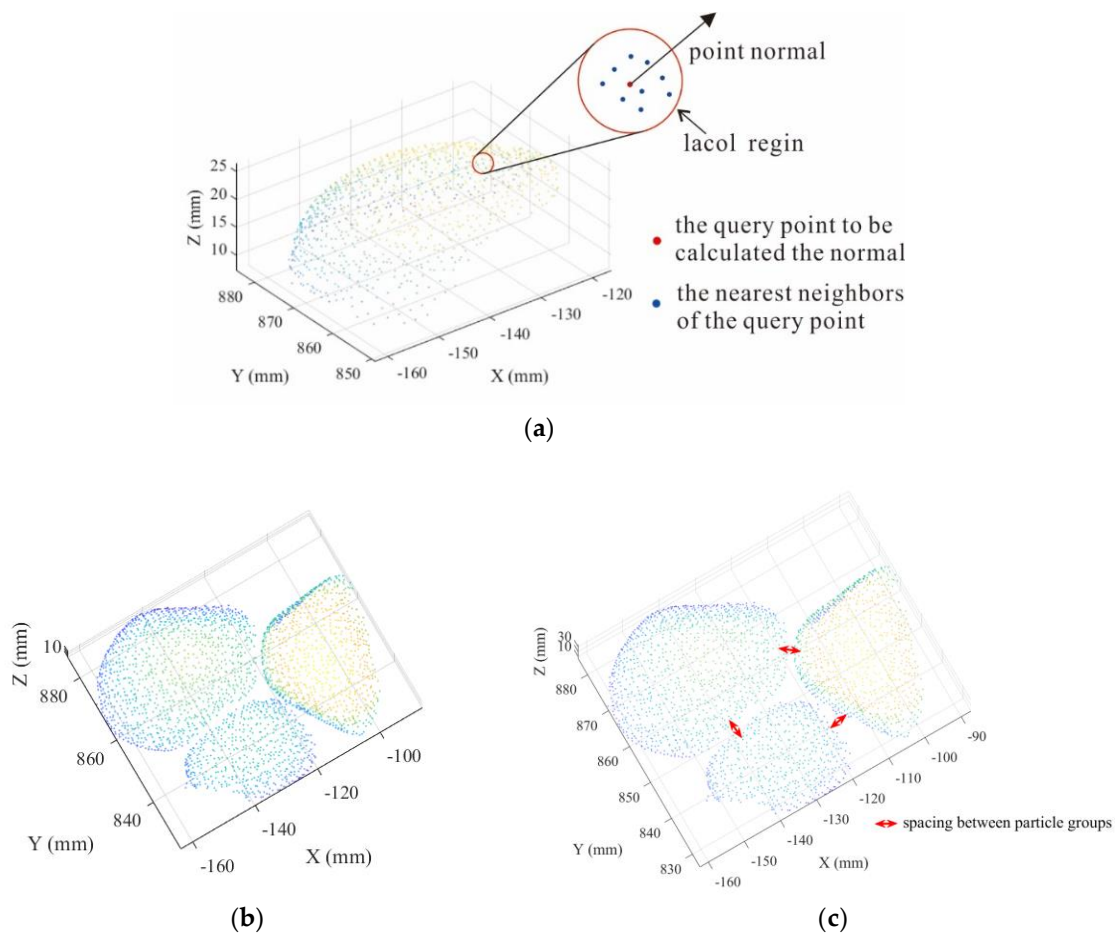 point normal
lacol regin
the query point to be
calculated the normal
the nearest neighbors
of the query point
25
20
15
10
Z (mm)
880
870
860
850
Y (mm)
-160
-150
-140
-130
-120
X (mm)
(a)
10
Z (mm)
880
860
840
Y (mm)
-160
-140
-120
-100
X (mm)
(b)
30
10
Z (mm)
880
870
860
850
840
830
Y (mm)
-160
-150
-140
-130
-120
-110
-100
-90
X (mm)
spacing between particle groups
(c)